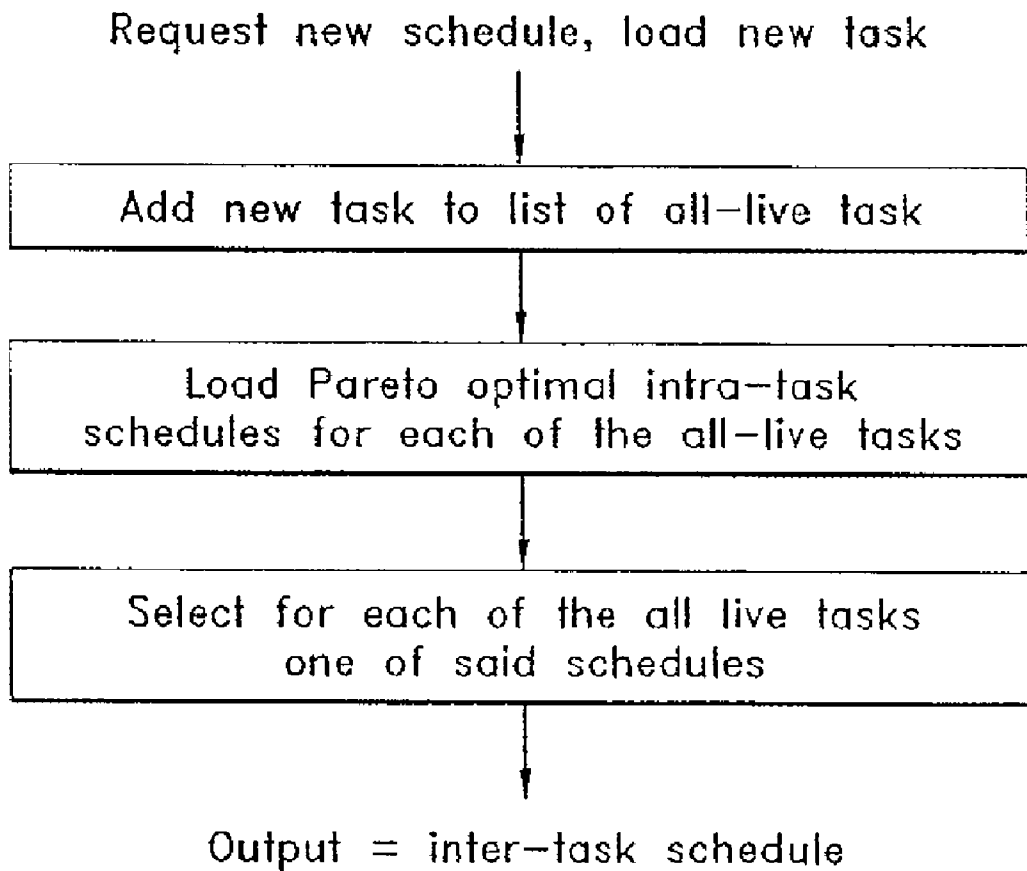 Request new schedule, load new task
Add new task to list of all-live task
Load Pareto optimal intra-task
schedules for each of the all-live tasks
Select for each of the all live tasks
one of said schedules
Output = inter-task schedule